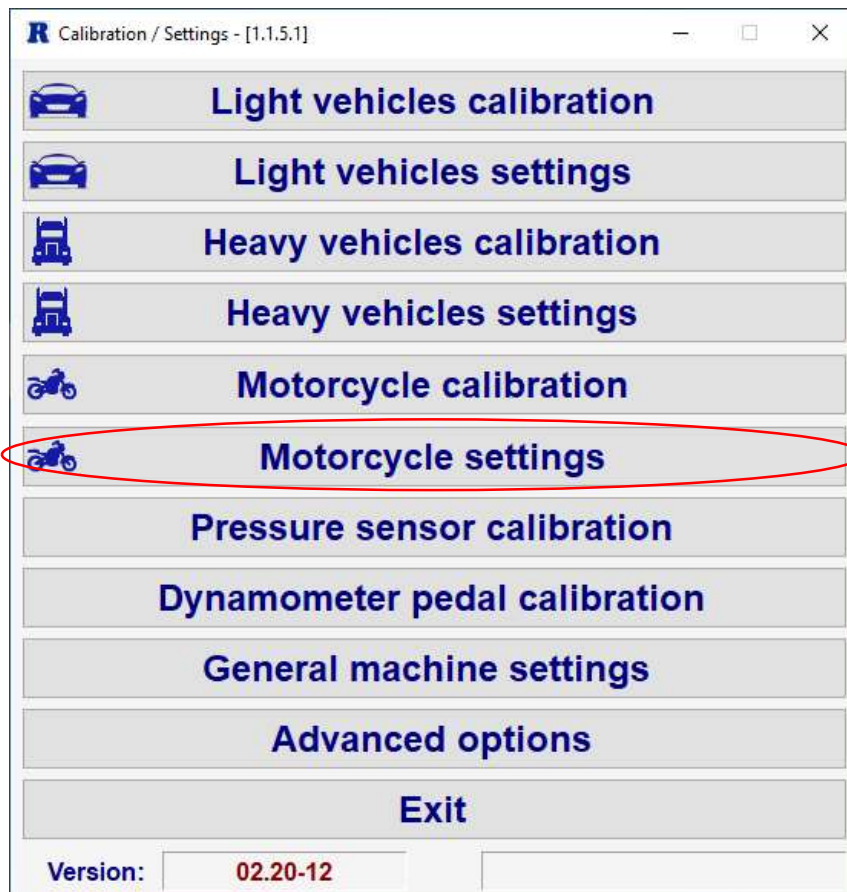 R Calibration / Settings - [1.1.5.1]
Light vehicles calibration
Light vehicles settings
Heavy vehicles calibration
Heavy vehicles settings
Motorcycle calibration
Motorcycle settings
Pressure sensor calibration
Dynamometer pedal calibration
General machine settings
Advanced options
Exit
Version: 02.20-12